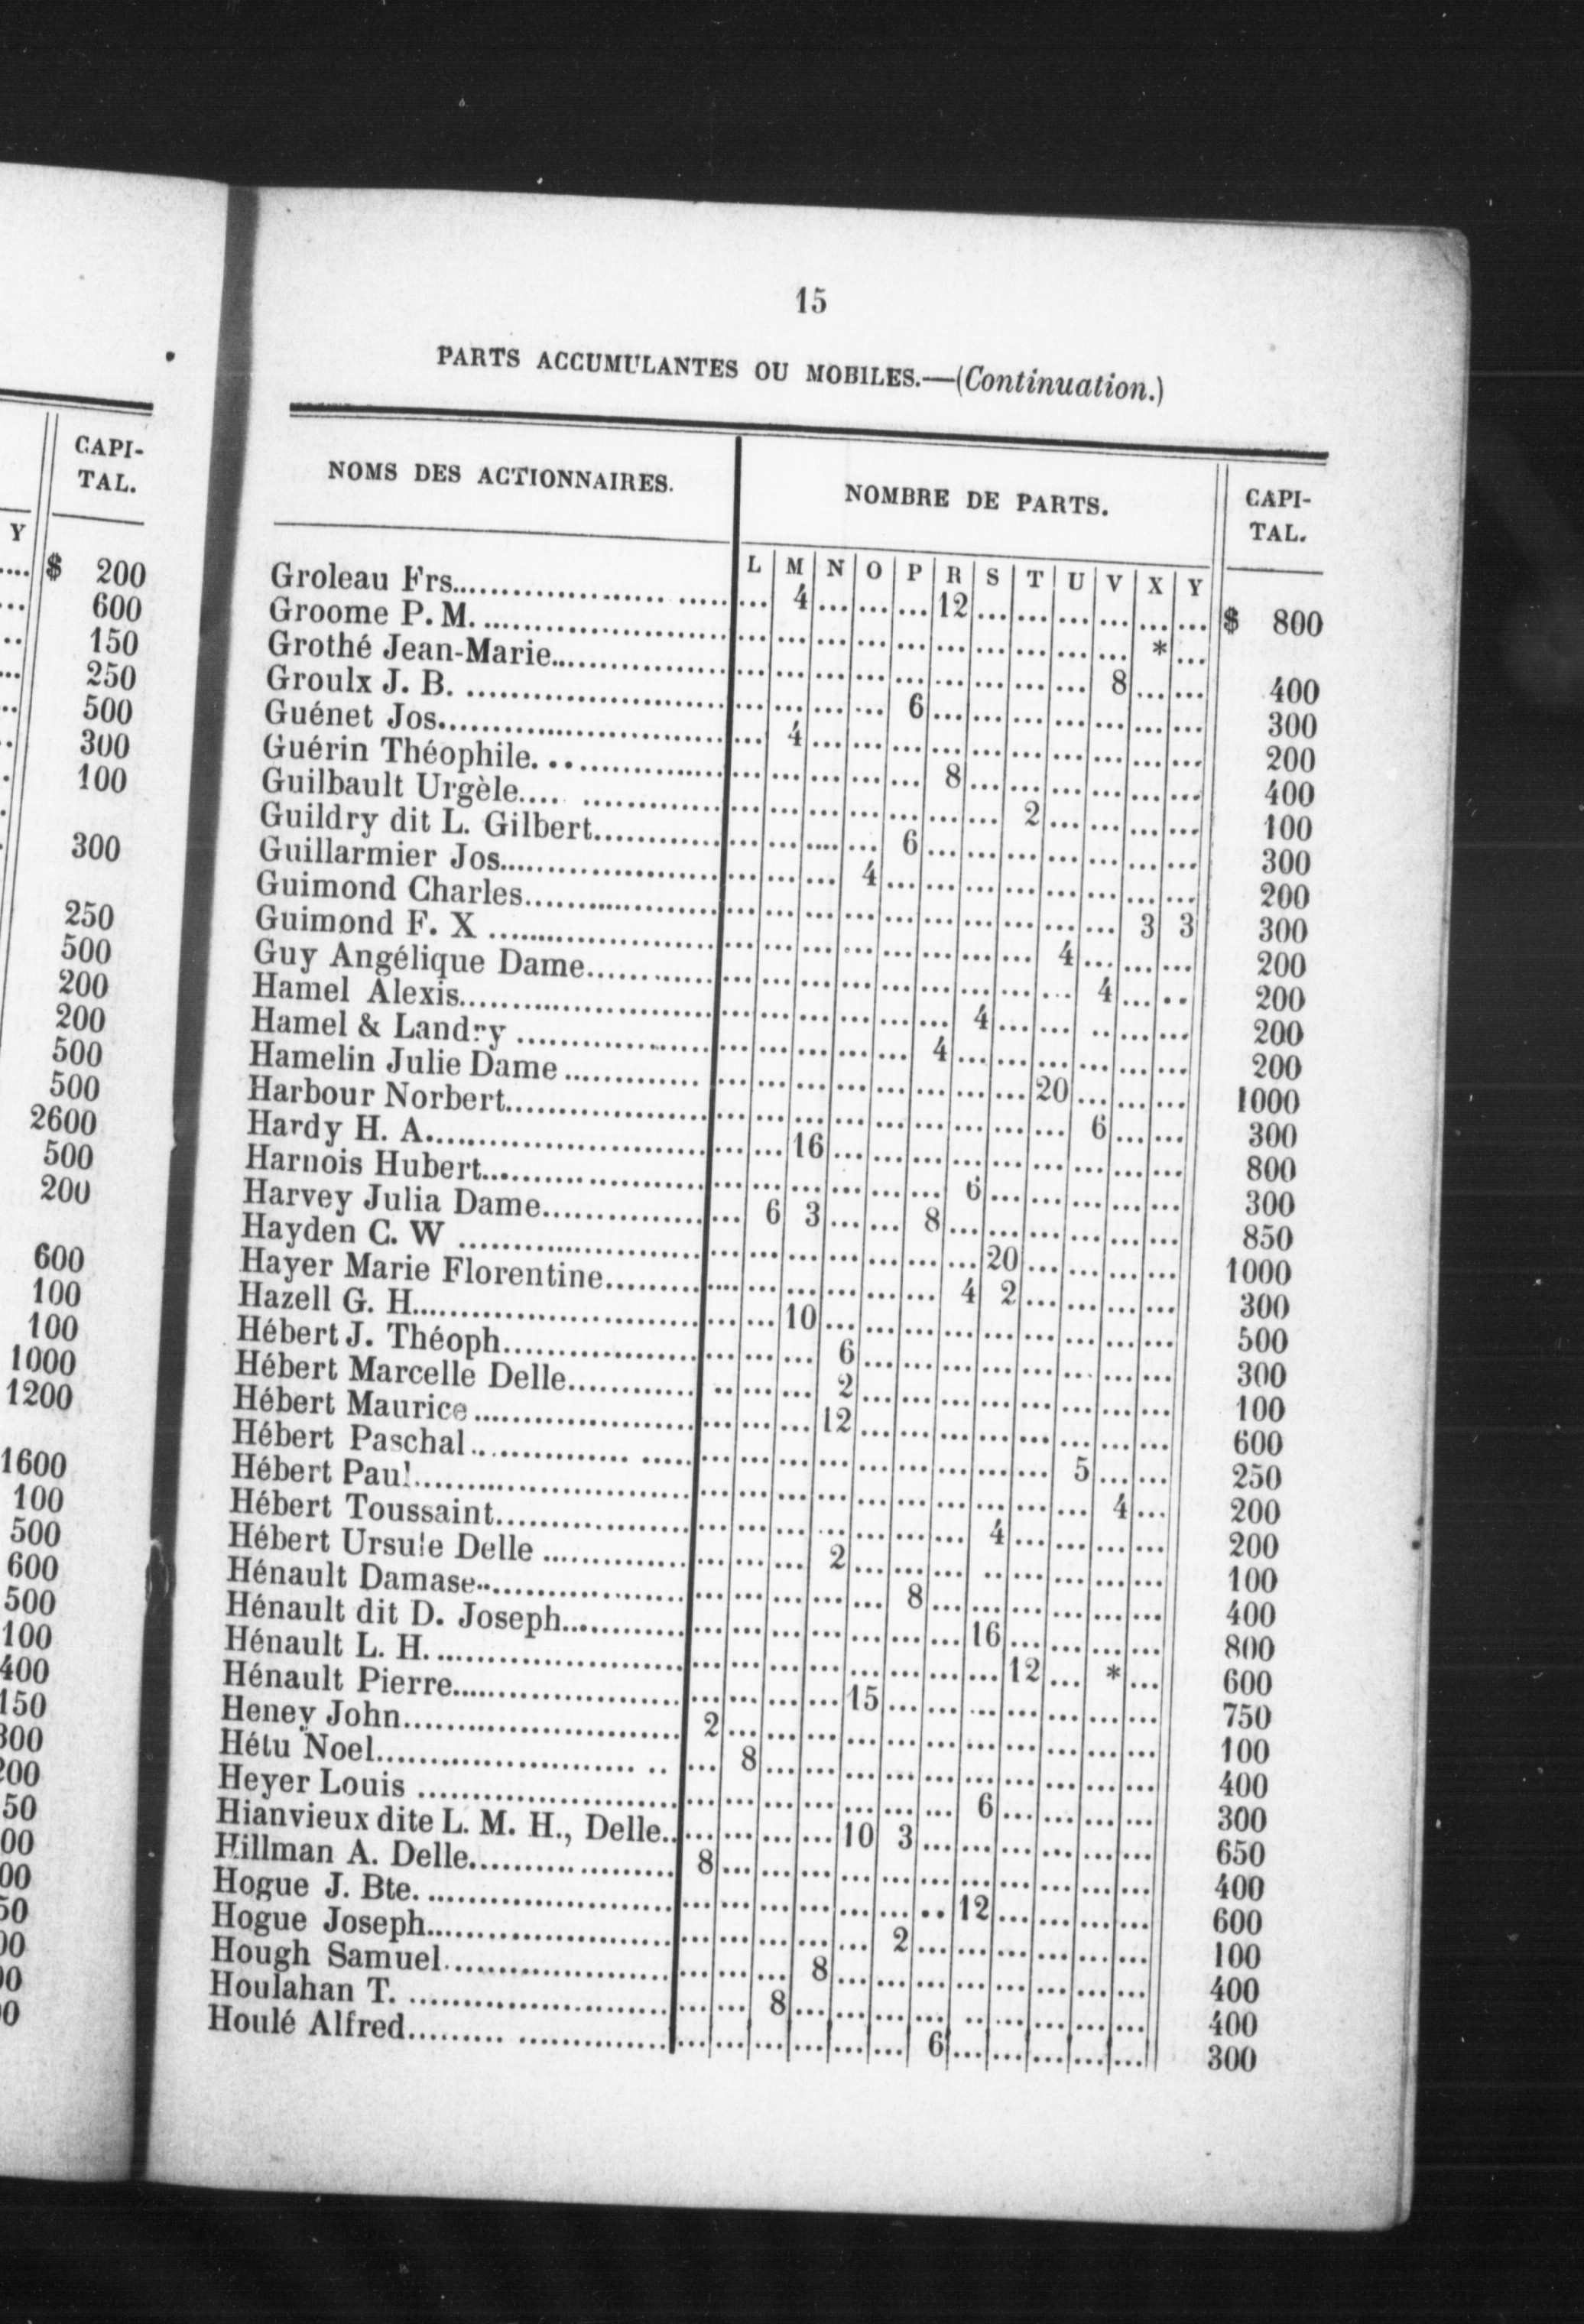 CAPI-
TAL.
Y
$ 200
600
150
250
500
300
100
300
250
500
200
200
500
500
2600
500
200
600
100
100
1000
1200
1600
100
500
600
500
100
400
150
15
PARTS ACCUMULANTES OU MOBILES.—(Continuation.)
NOMS DES ACTIONNAIRES. NOMBRE DE PARTS. CAPI-
TAL.
L M N O P R S T U V X Y
Groleau Frs. ... 4 ... ... ... 12 ... ... ... ... ... ... $ 800
Groome P. M. ... * ...
Grothé Jean-Marie ... 8 ... ... 400
Groulx J. B. ... 6 ... 300
Guénet Jos. ... 4 ... 200
Guérin Théophile ... 8 ... 400
Guilbault Urgèle ... 2 ... 100
Guildry dit L. Gilbert ... 6 ... 300
Guillarmier Jos. ... 4 ... 200
Guimond Charles ... 3 3 300
Guimond F. X ... 4 ... 200
Guy Angélique Dame ... 4 ... 200
Hamel Alexis ... 4 ... 200
Hamel & Landry ... 4 ... 200
Hamelin Julie Dame ... 20 ... 1000
Harbour Norbert ... 6 ... 300
Hardy H. A. ... 16 ... 800
Harnois Hubert ... 6 ... 300
Harvey Julia Dame ... 6 3 ... 8 ... 850
Hayden C. W ... 20 ... 1000
Hayer Marie Florentine ... 4 2 ... 300
Hazell G. H. ... 10 ... 500
Hébert J. Théoph. ... 6 ... 300
Hébert Marcelle Delle ... 2 ... 100
Hébert Maurice ... 12 ... 600
Hébert Paschal ... 5 ... 250
Hébert Paul ... 4 ... 200
Hébert Toussaint ... 4 ... 200
Hébert Ursule Delle ... 2 ... 100
Hénault Damase ... 8 ... 400
Hénault dit D. Joseph ... 16 ... 800
Hénault L. H. ... 12 ... * ... 600
Hénault Pierre ... 15 ... 750
Heney John ... 2 ... 100
Hétu Noel ... 8 ... 400
Heyer Louis ... 6 ... 300
Hianvieux dite L. M. H., Delle ... 10 3 ... 650
Hillman A. Delle ... 8 ... 400
Hogue J. Bte. ... 12 ... 600
Hogue Joseph ... 2 ... 100
Hough Samuel ... 8 ... 400
Houlahan T. ... 8 ... 400
Houlé Alfred ... 6 ... 300